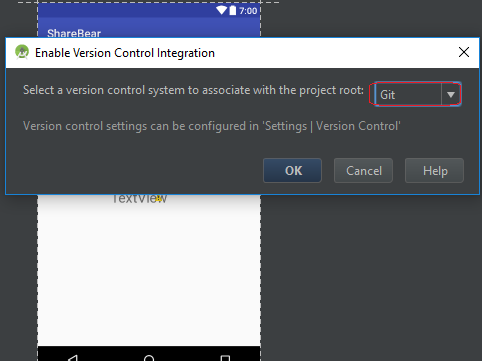 7:00
ShareBear
Enable Version Control Integration
Select a version control system to associate with the project root: Git
Version control settings can be configured in 'Settings | Version Control'
OK Cancel Help
TextView